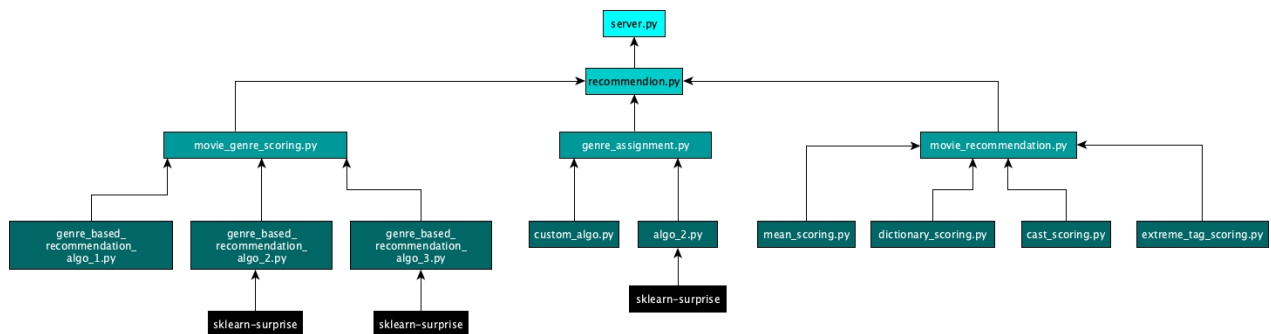 server.py
recommendion.py
movie_genre_scoring.py
genre_assignment.py
movie_recommendation.py
genre_based_
recommendation_
algo_1.py
genre_based_
recommendation_
algo_2.py
genre_based_
recommendation_
algo_3.py
custom_algo.py
algo_2.py
mean_scoring.py
dictionary_scoring.py
cast_scoring.py
extreme_tag_scoring.py
sklearn-surprise
sklearn-surprise
sklearn-surprise